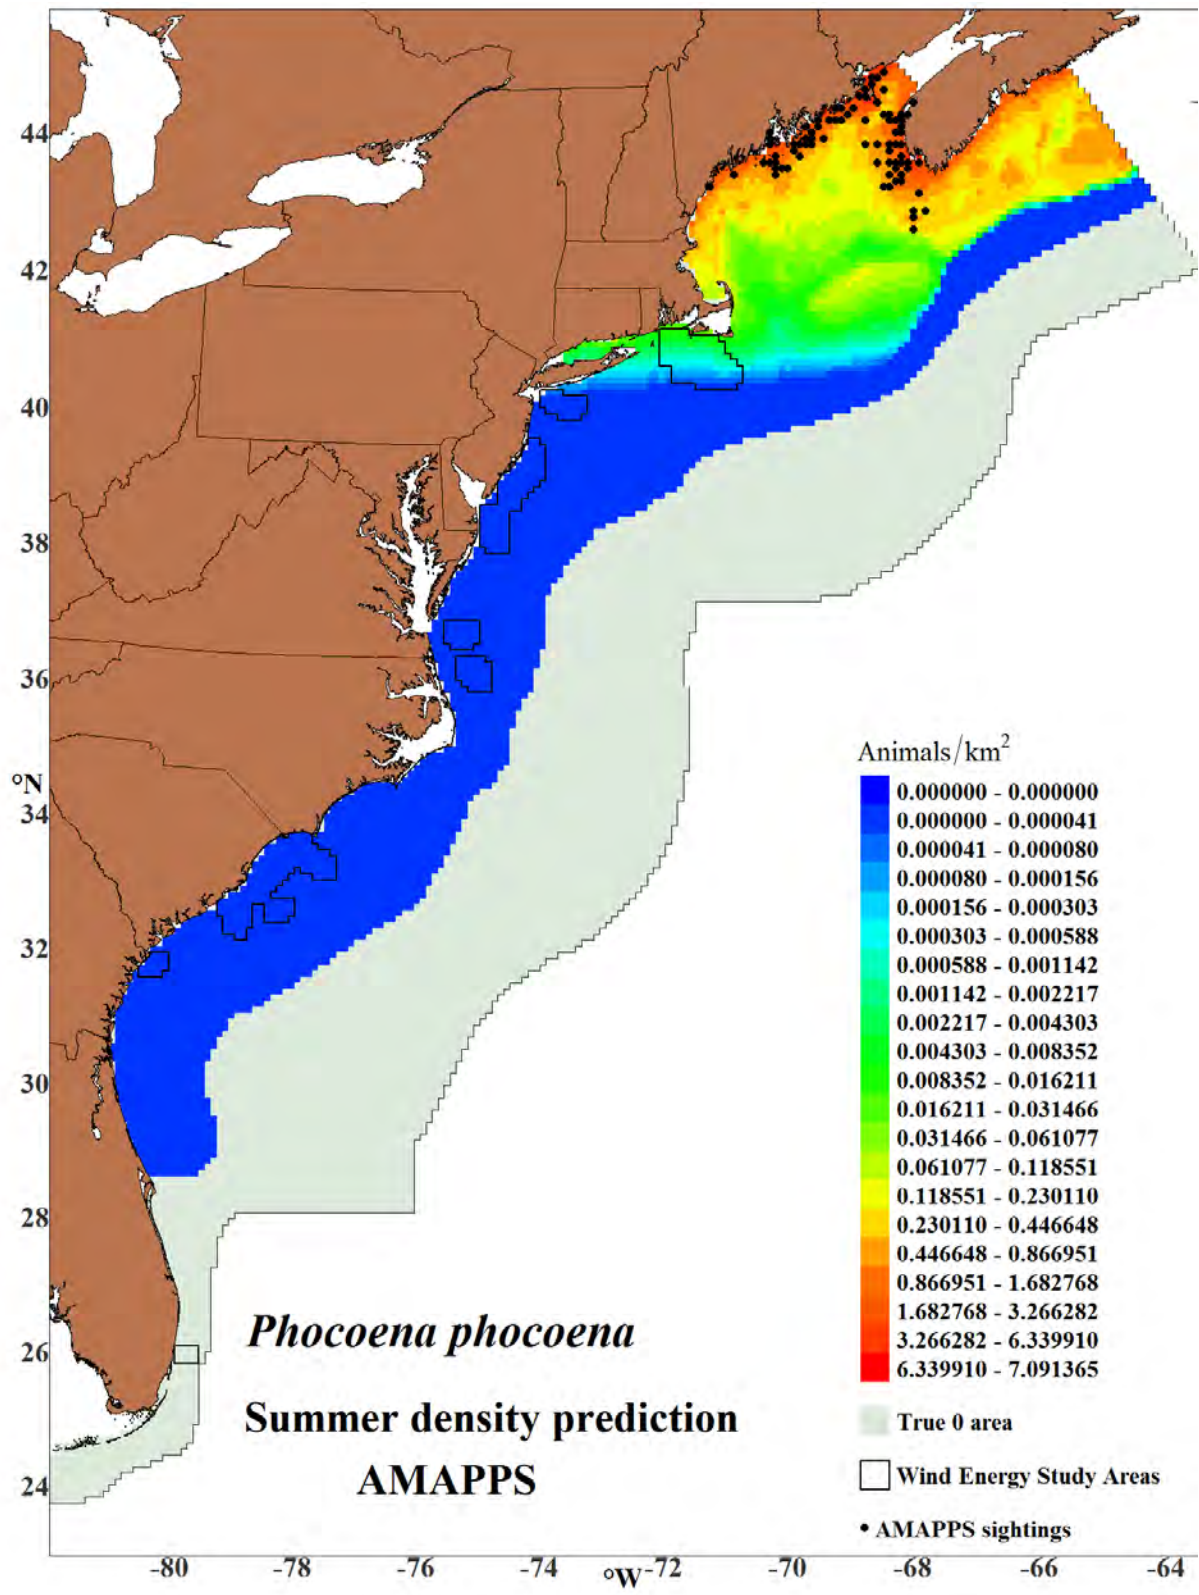 44
42
40
38
36
°N
34
32
30
28
26
24
Animals/km²
0.000000 - 0.000000
0.000000 - 0.000041
0.000041 - 0.000080
0.000080 - 0.000156
0.000156 - 0.000303
0.000303 - 0.000588
0.000588 - 0.001142
0.001142 - 0.002217
0.002217 - 0.004303
0.004303 - 0.008352
0.008352 - 0.016211
0.016211 - 0.031466
0.031466 - 0.061077
0.061077 - 0.118551
0.118551 - 0.230110
0.230110 - 0.446648
0.446648 - 0.866951
0.866951 - 1.682768
1.682768 - 3.266282
3.266282 - 6.339910
6.339910 - 7.091365
True 0 area
Wind Energy Study Areas
AMAPPS sightings
Phocoena phocoena
Summer density prediction
AMAPPS
-80 -78 -76 -74 °W -72 -70 -68 -66 -64